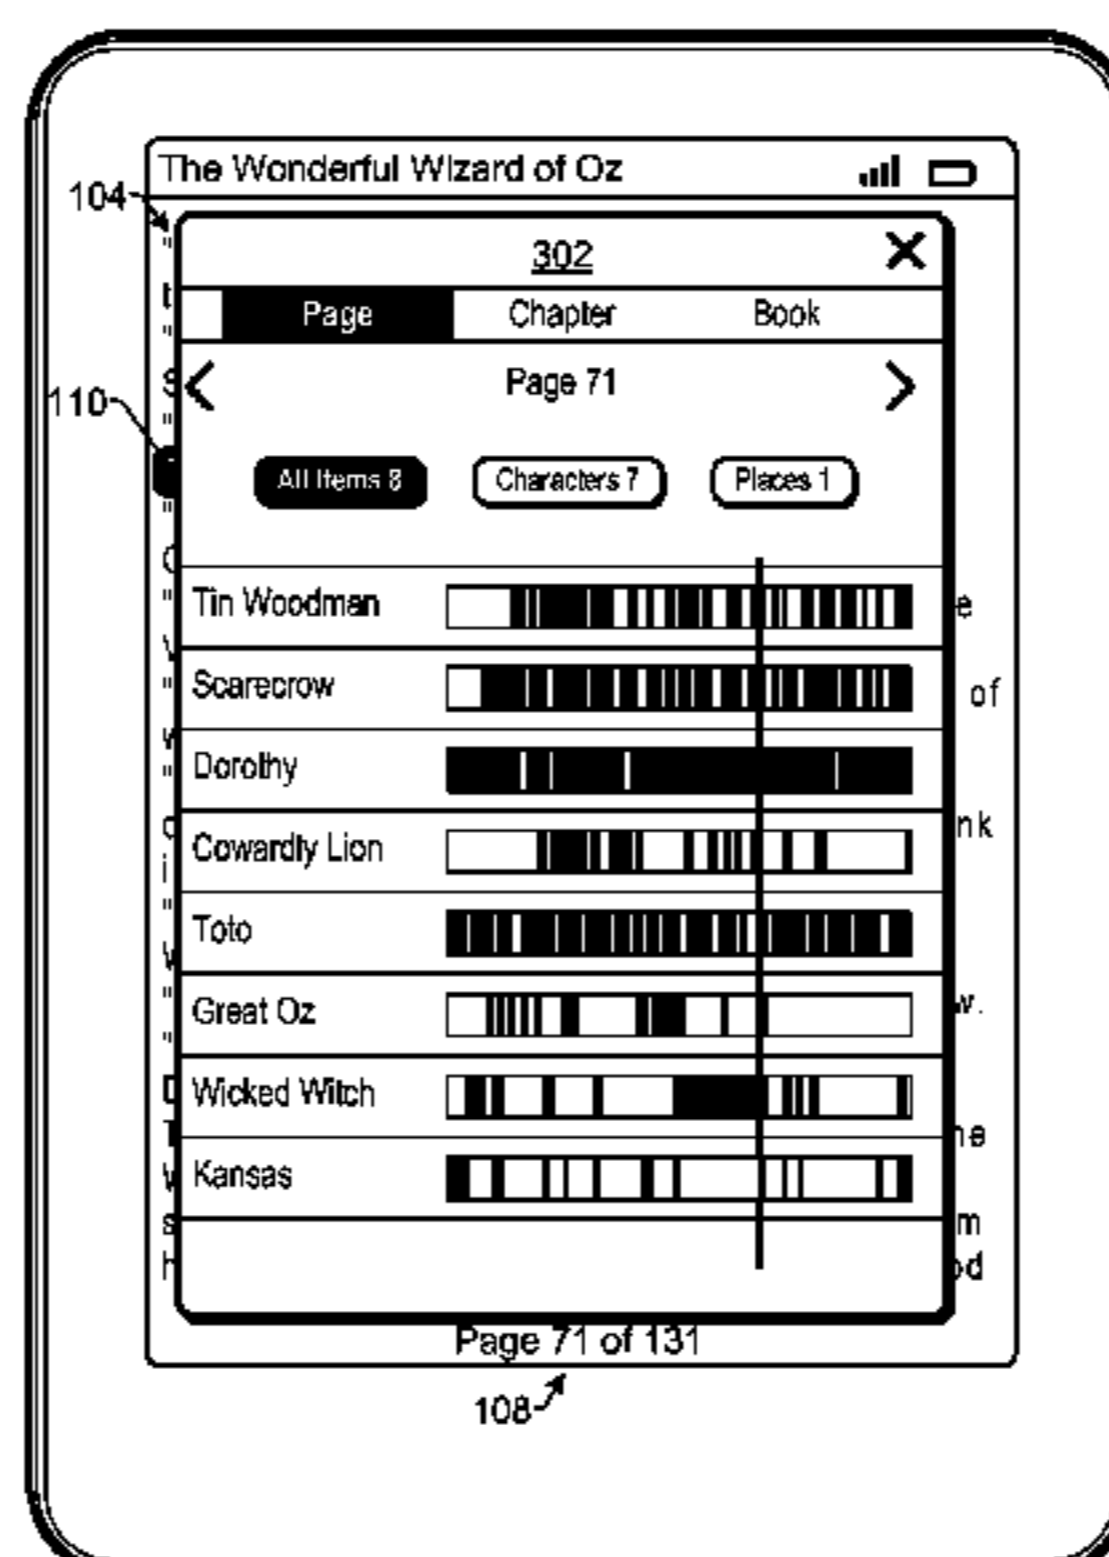 The Wonderful Wizard of Oz
104
302
Page Chapter Book
Page 71
110
All Items 8 Characters 7 Places 1
Tin Woodman
e
Scarecrow
of
Dorothy
Cowardly Lion
nk
Toto
Great Oz
w.
Wicked Witch
Kansas
m
Page 71 of 131
108